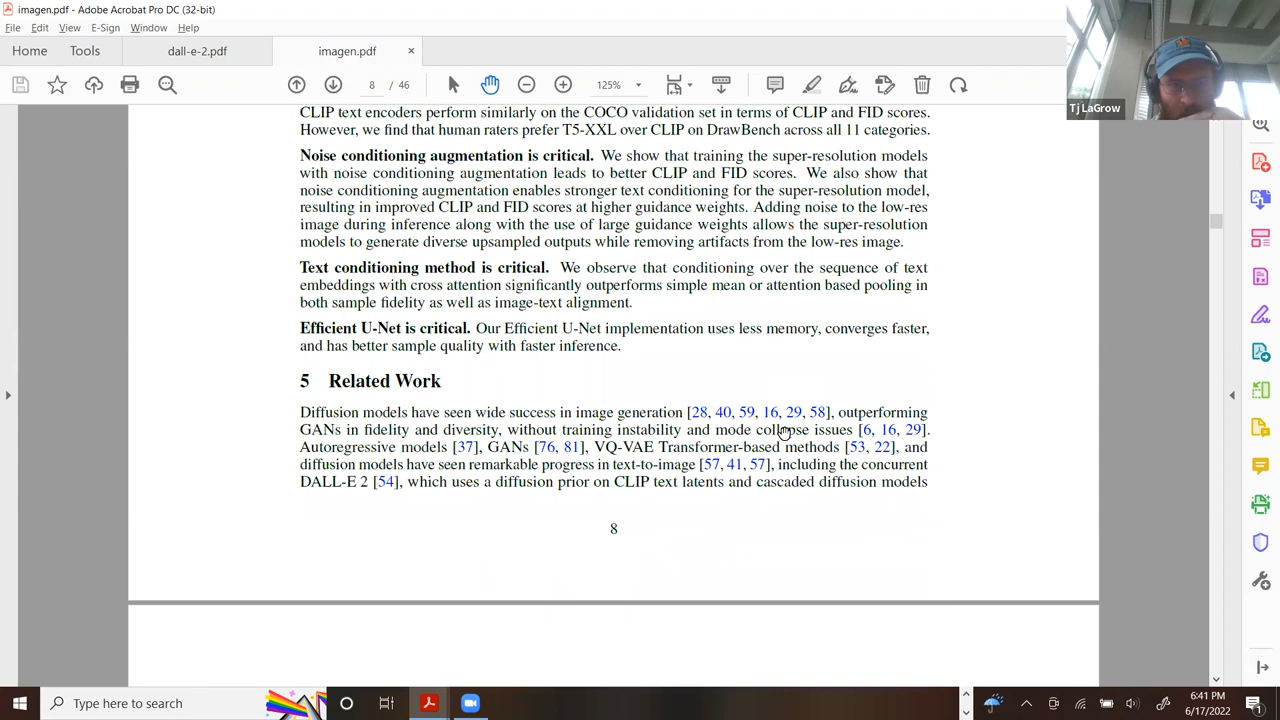 imagen.pdf - Adobe Acrobat Pro DC (32-bit)
File Edit View E-Sign Window Help
Home Tools dall-e-2.pdf imagen.pdf ×
8 / 46 125%
Tj LaGrow
CLIP text encoders perform similarly on the COCO validation set in terms of CLIP and FID scores.
However, we find that human raters prefer T5-XXL over CLIP on DrawBench across all 11 categories.
Noise conditioning augmentation is critical. We show that training the super-resolution models
with noise conditioning augmentation leads to better CLIP and FID scores. We also show that
noise conditioning augmentation enables stronger text conditioning for the super-resolution model,
resulting in improved CLIP and FID scores at higher guidance weights. Adding noise to the low-res
image during inference along with the use of large guidance weights allows the super-resolution
models to generate diverse upsampled outputs while removing artifacts from the low-res image.
Text conditioning method is critical. We observe that conditioning over the sequence of text
embeddings with cross attention significantly outperforms simple mean or attention based pooling in
both sample fidelity as well as image-text alignment.
Efficient U-Net is critical. Our Efficient U-Net implementation uses less memory, converges faster,
and has better sample quality with faster inference.
5 Related Work
Diffusion models have seen wide success in image generation [28, 40, 59, 16, 29, 58], outperforming
GANs in fidelity and diversity, without training instability and mode collapse issues [6, 16, 29].
Autoregressive models [37], GANs [76, 81], VQ-VAE Transformer-based methods [53, 22], and
diffusion models have seen remarkable progress in text-to-image [57, 41, 57], including the concurrent
DALL-E 2 [54], which uses a diffusion prior on CLIP text latents and cascaded diffusion models
8
Type here to search
6:41 PM
6/17/2022
1